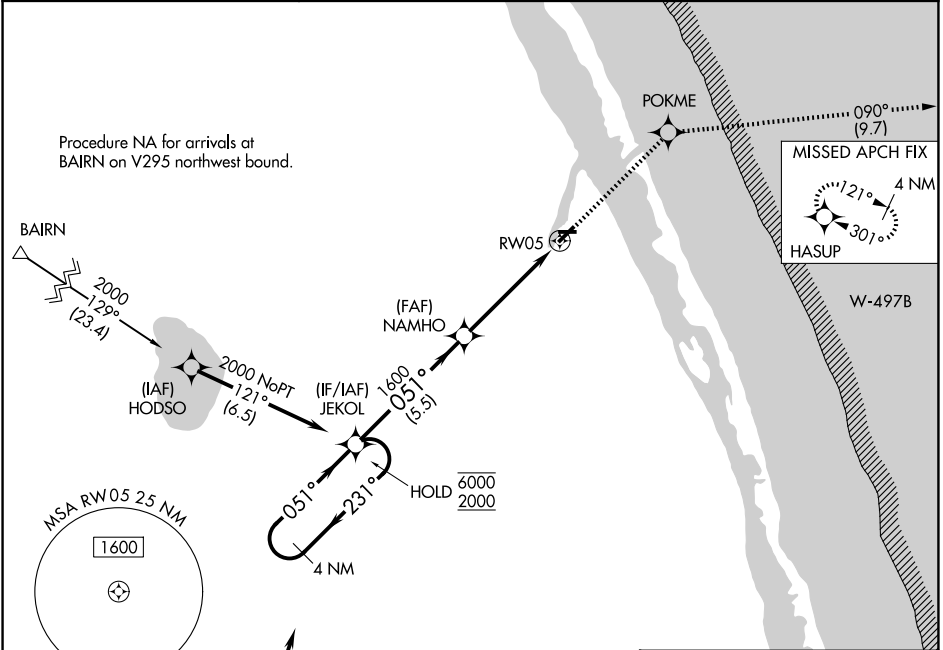 POKME
090°
(9.7)
Procedure NA for arrivals at
BAIRN on V295 northwest bound.
MISSED APCH FIX
4 NM
121°
301°
HASUP
BAIRN
RW05
2000
129°
(23.4)
W-497B
(FAF)
NAMHO
2000 NoPT
121°
(6.5)
(IAF)
HODSO
(IF/IAF)
JEKOL
1600
051°
(5.5)
HOLD
6000
2000
051°
231°
4 NM
MSA RW05 25 NM
1600